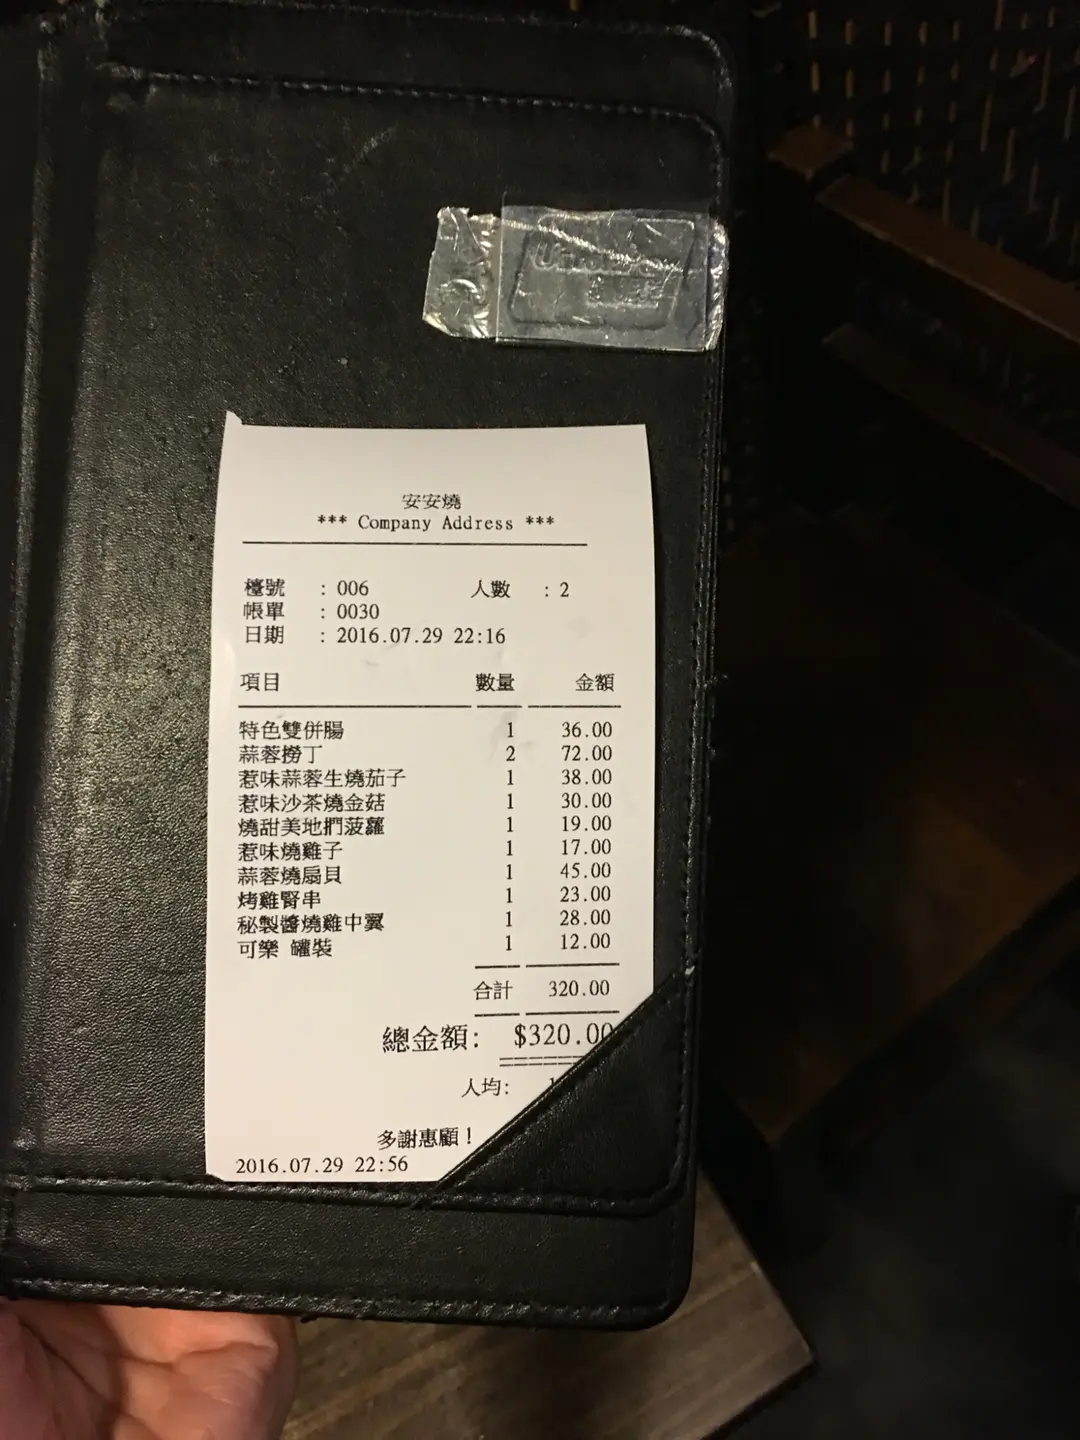 安安燒
*** Company Address ***
檯號 : 006 人數 : 2
帳單 : 0030
日期 : 2016.07.29 22:16
項目 數量 金額
特色雙併腸 1 36.00
蒜蓉撈丁 2 72.00
惹味蒜蓉生燒茄子 1 38.00
惹味沙茶燒金菇 1 30.00
燒甜美地捫菠蘿 1 19.00
惹味燒雞子 1 17.00
蒜蓉燒扇貝 1 45.00
烤雞腎串 1 23.00
秘製醬燒雞中翼 1 28.00
可樂 罐裝 1 12.00
合計 320.00
總金額: $320.00
人均: 1
多謝惠顧！
2016.07.29 22:56